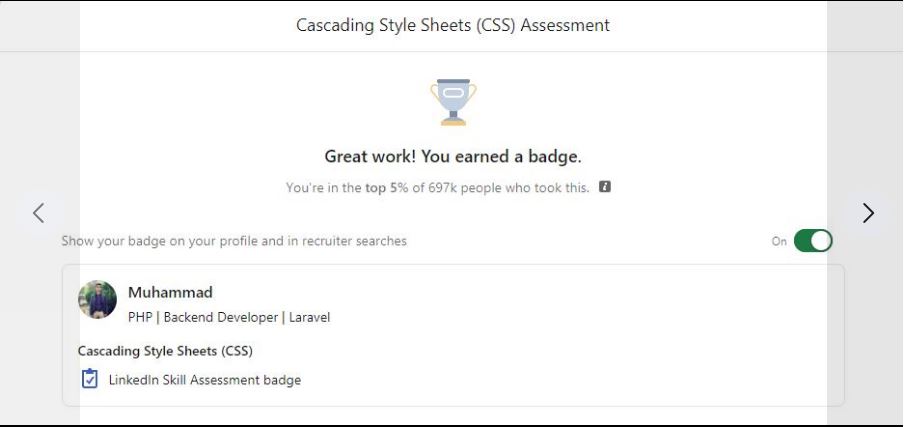 Cascading Style Sheets (CSS) Assessment
Great work! You earned a badge.
You're in the top 5% of 697k people who took this.
Show your badge on your profile and in recruiter searches
On
Muhammad
PHP | Backend Developer | Laravel
Cascading Style Sheets (CSS)
LinkedIn Skill Assessment badge